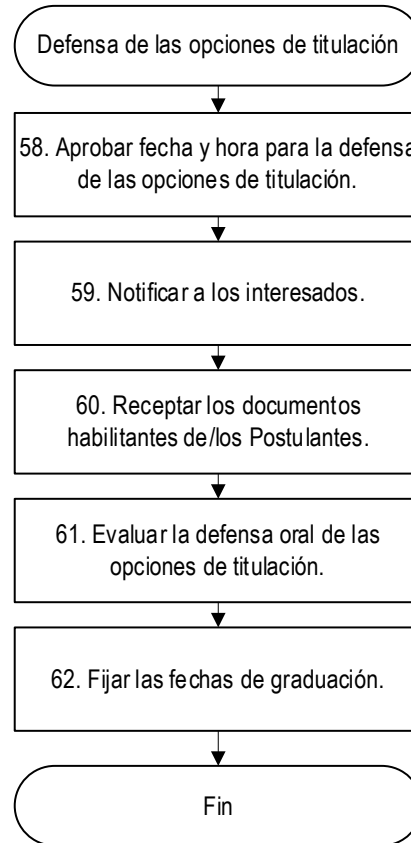 Defensa de las opciones de titulación
58. Aprobar fecha y hora para la defensa
de las opciones de titulación.
59. Notificar a los interesados.
60. Receptar los documentos
habilitantes de/los Postulantes.
61. Evaluar la defensa oral de las
opciones de titulación.
62. Fijar las fechas de graduación.
Fin